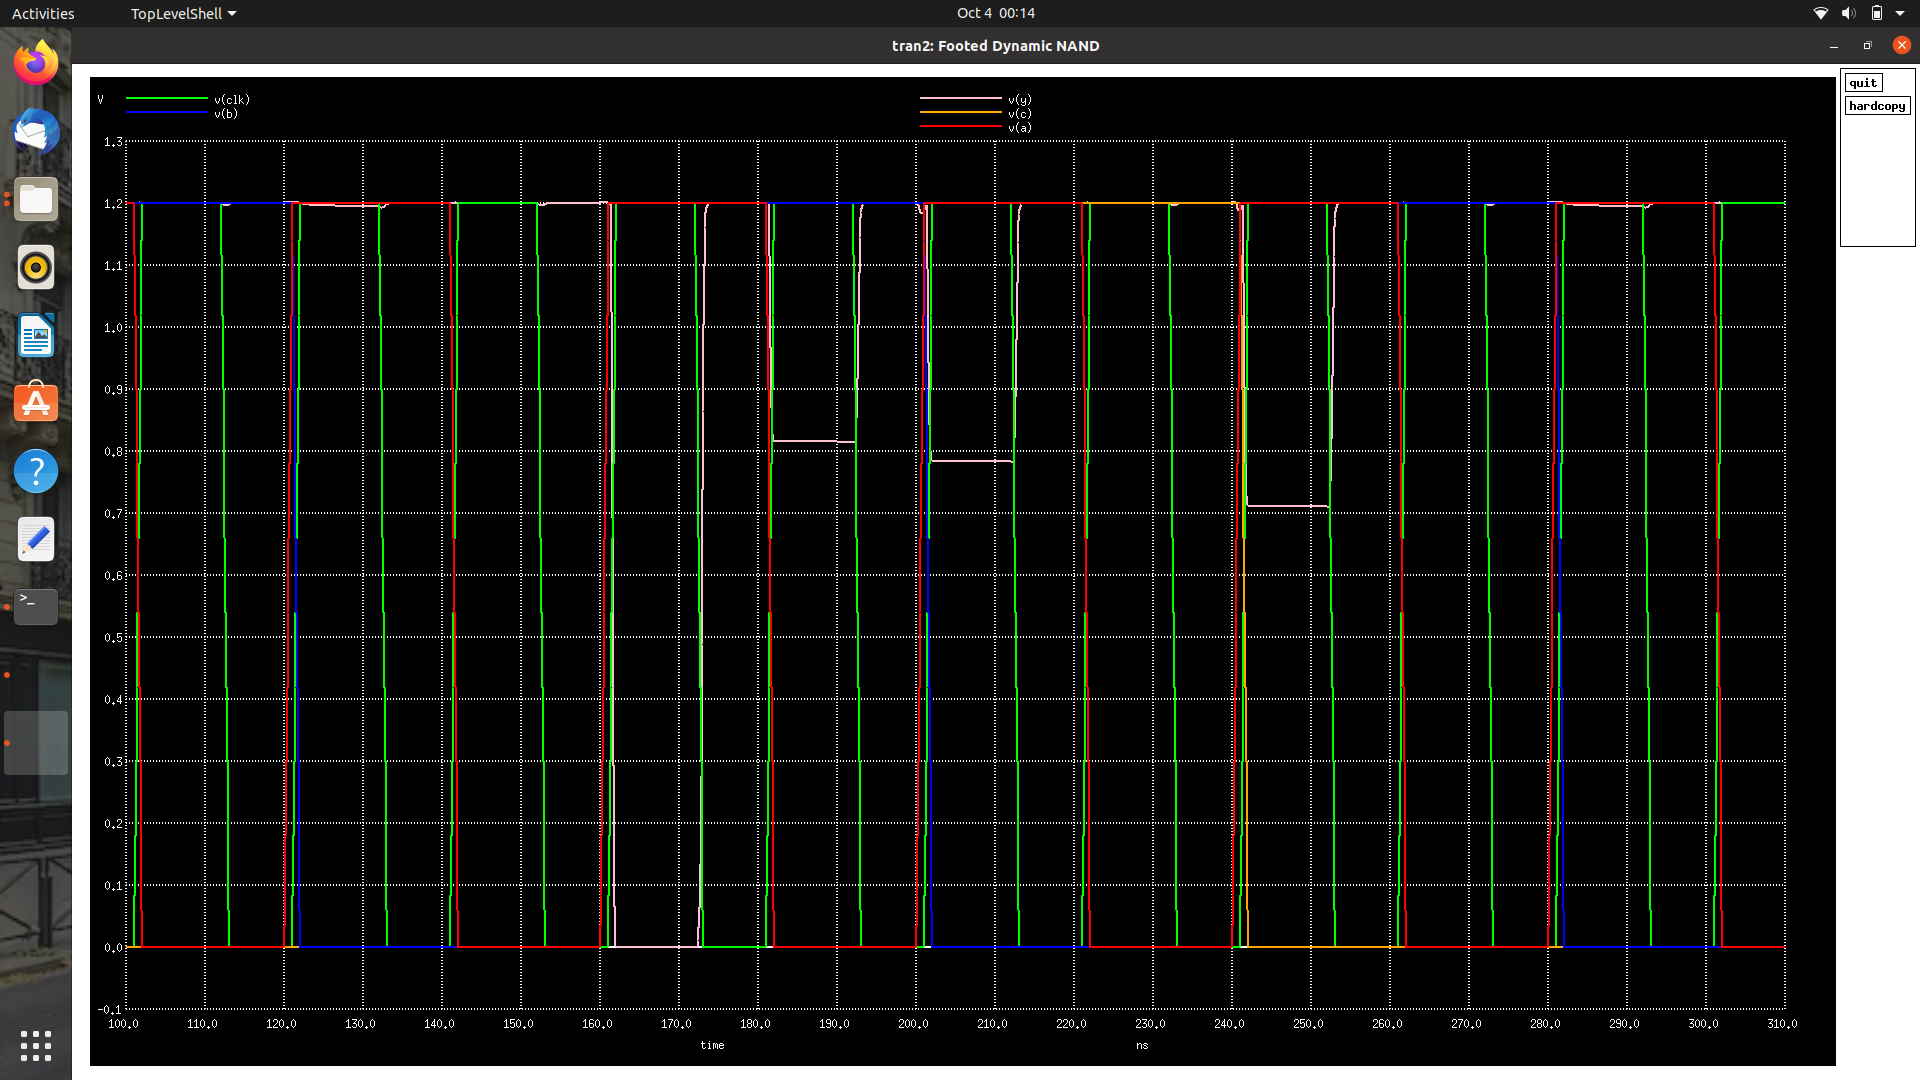 Activities
TopLevelShell
Oct 4 00:14
tran2: Footed Dynamic NAND
quit
hardcopy
V
v(clk)
v(b)
v(y)
v(c)
v(a)
1.3
1.2
1.1
1.0
0.9
0.8
0.7
0.6
0.5
0.4
0.3
0.2
0.1
0.0
-0.1
100.0 110.0 120.0 130.0 140.0 150.0 160.0 170.0 180.0 190.0 200.0 210.0 220.0 230.0 240.0 250.0 260.0 270.0 280.0 290.0 300.0 310.0
time ns